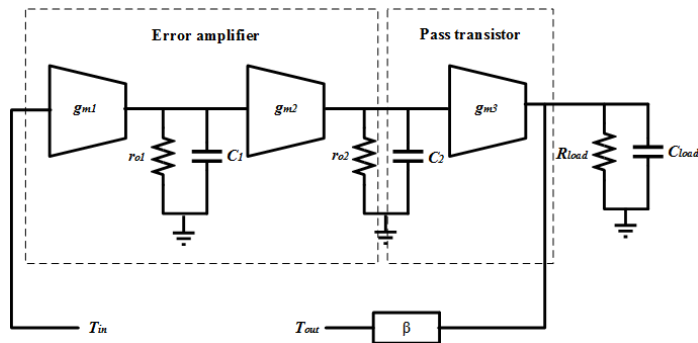 Error amplifier
Pass transistor
gm1
gm2
gm3
ro1
C1
ro2
C2
Rload
Cload
Tin
Tout
β